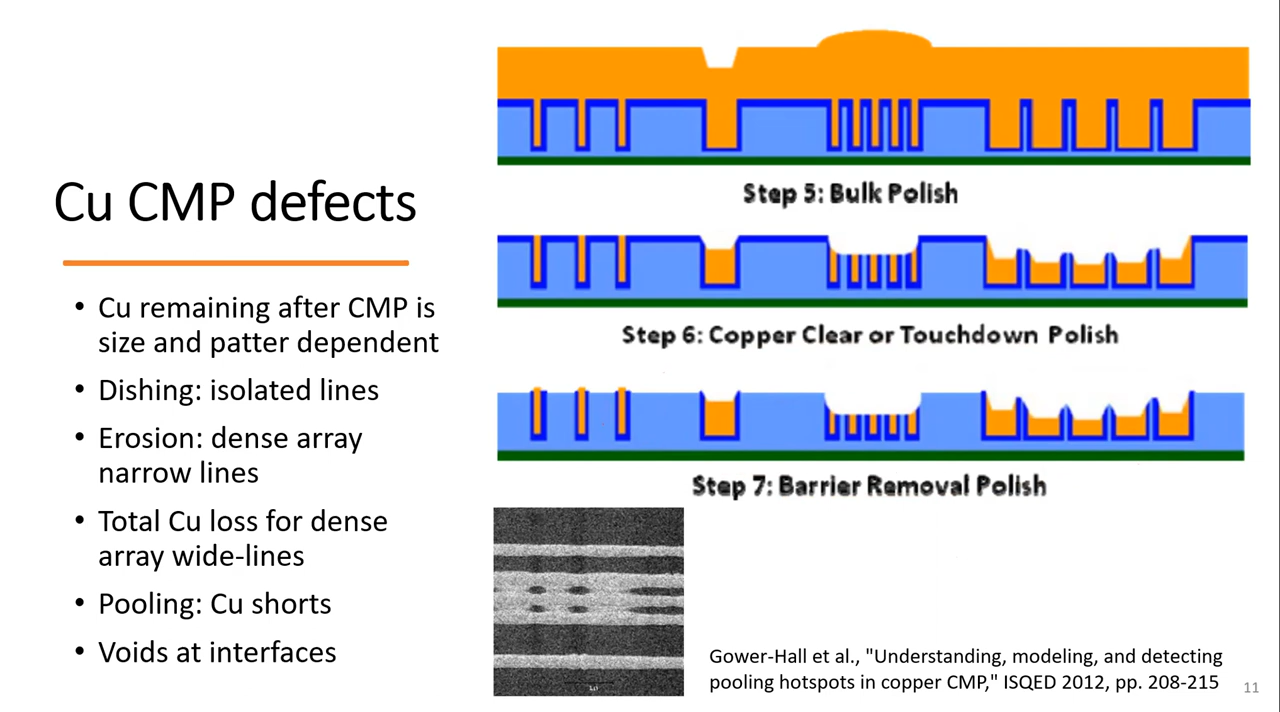 Cu CMP defects
• Cu remaining after CMP is
size and patter dependent
• Dishing: isolated lines
• Erosion: dense array
narrow lines
• Total Cu loss for dense
array wide-lines
• Pooling: Cu shorts
• Voids at interfaces
Step 5: Bulk Polish
Step 6: Copper Clear or Touchdown Polish
Step 7: Barrier Removal Polish
Gower-Hall et al., "Understanding, modeling, and detecting
pooling hotspots in copper CMP," ISQED 2012, pp. 208-215
11